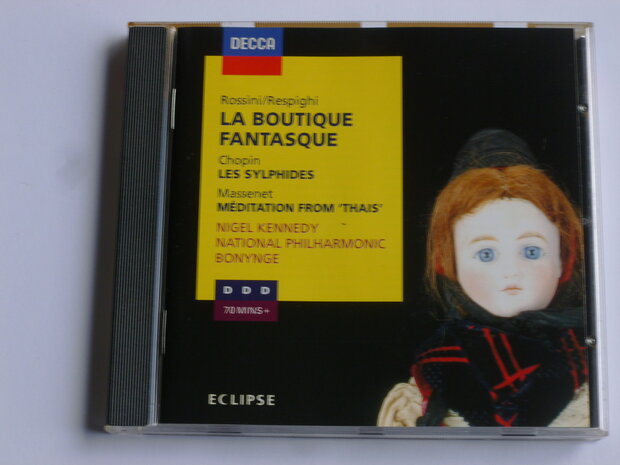 DECCA
Rossini/Respighi
LA BOUTIQUE
FANTASQUE
Chopin
LES SYLPHIDES
Massenet
MÉDITATION FROM 'THAIS'
NIGEL KENNEDY
NATIONAL PHILHARMONIC
BONYNGE
D D D
70 MINS+
ECLIPSE